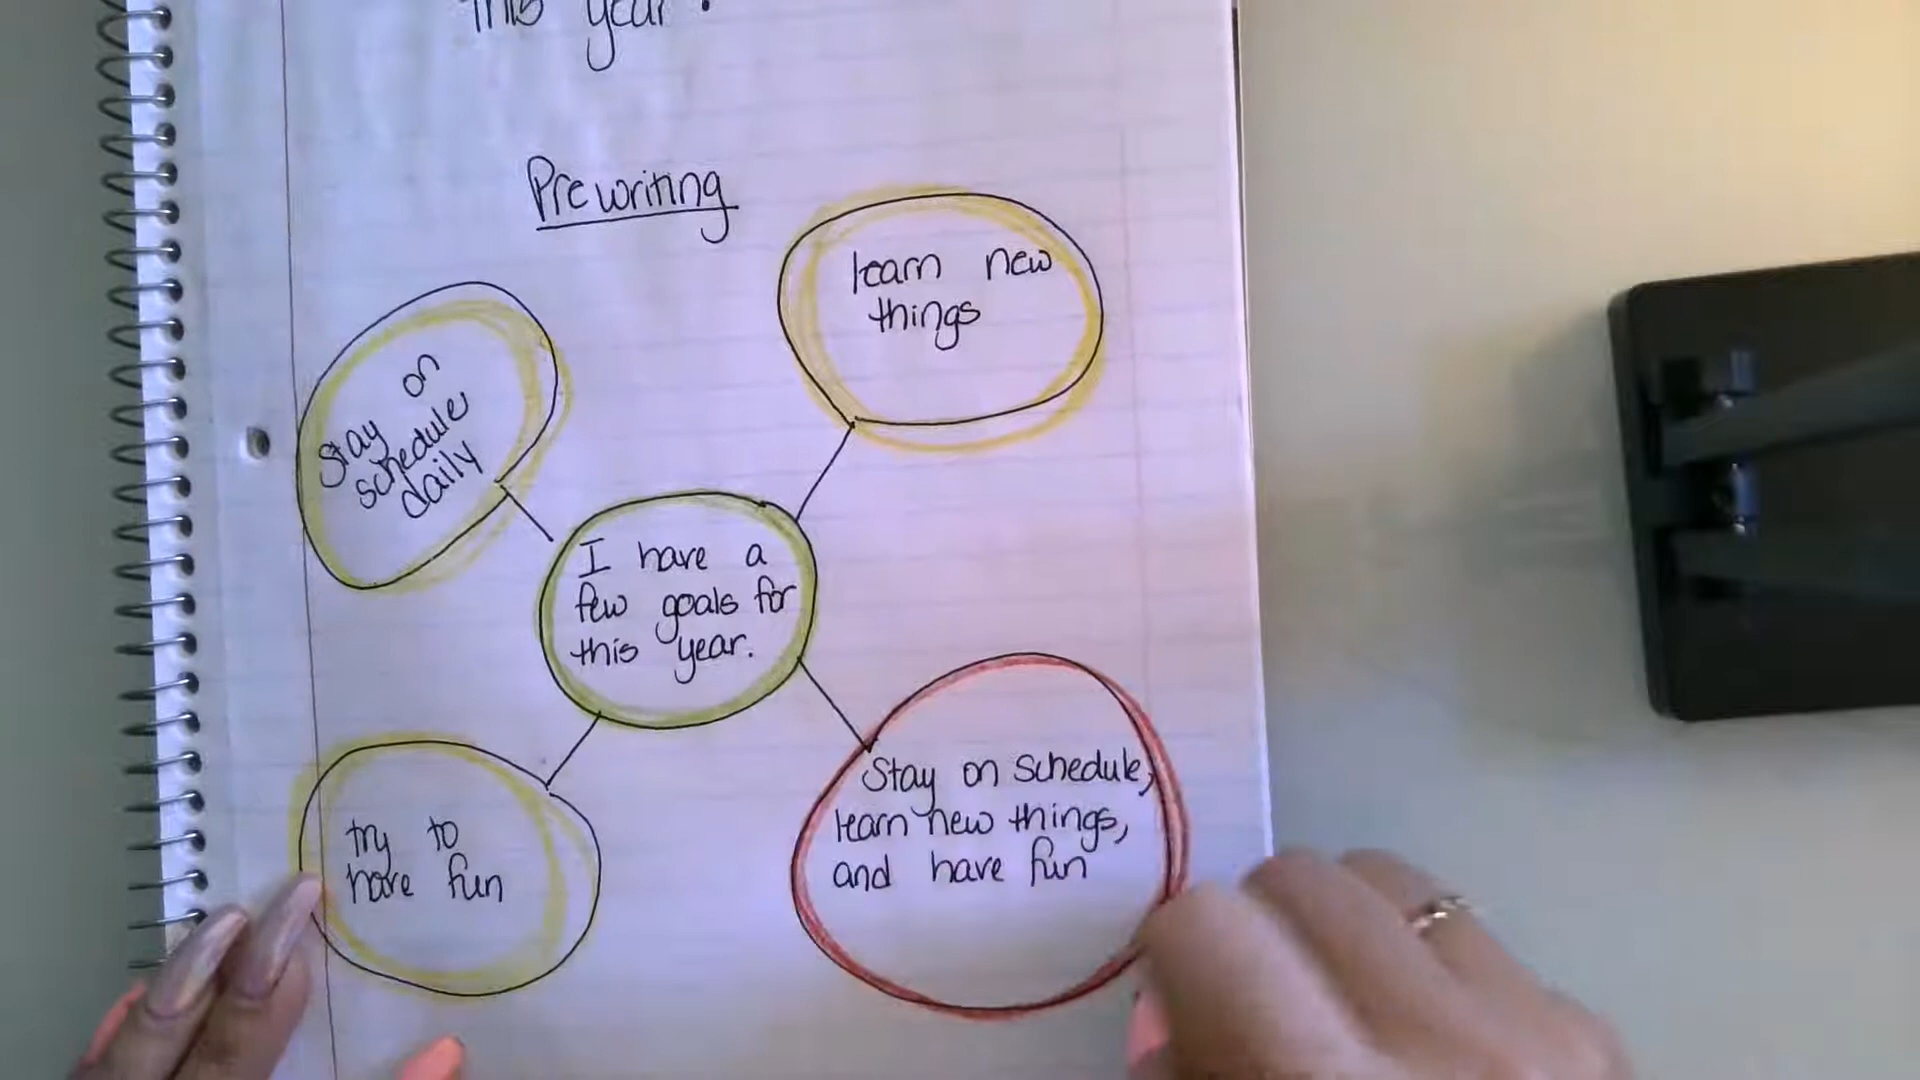 this year.
Prewriting
learn new
things
Stay on
schedule
daily
I have a
few goals for
this year.
Stay on schedule,
learn new things,
and have fun
try to
have fun